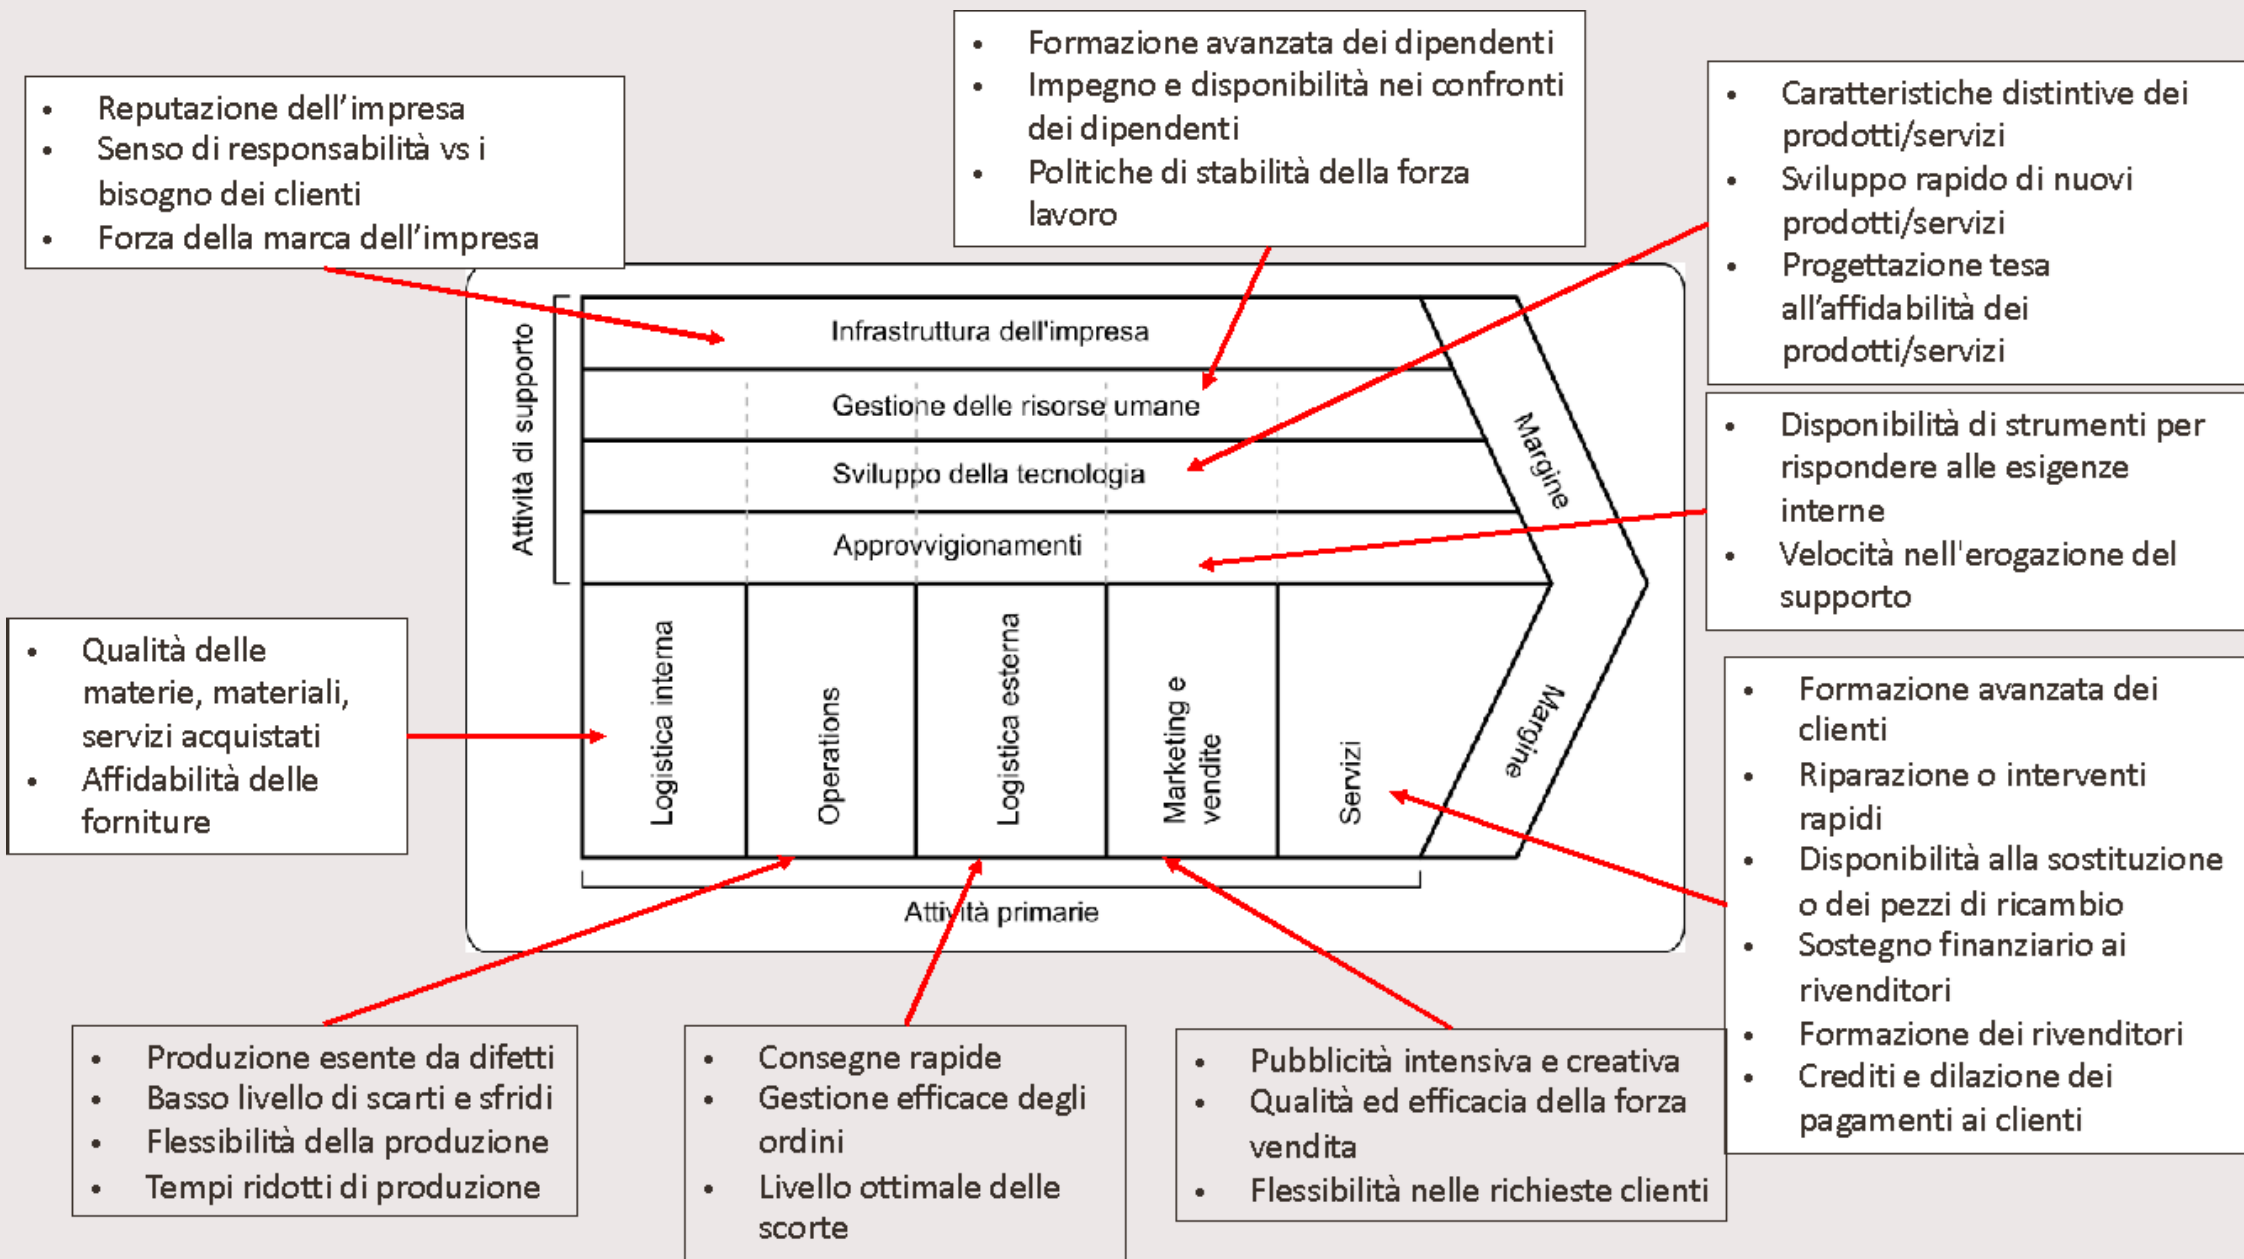 • Formazione avanzata dei dipendenti
• Impegno e disponibilità nei confronti
dei dipendenti
• Politiche di stabilità della forza
lavoro
• Reputazione dell'impresa
• Senso di responsabilità vs i
bisogno dei clienti
• Forza della marca dell'impresa
• Caratteristiche distintive dei
prodotti/servizi
• Sviluppo rapido di nuovi
prodotti/servizi
• Progettazione tesa
all'affidabilità dei
prodotti/servizi
Attività di supporto
Infrastruttura dell'impresa
Gestione delle risorse umane
Sviluppo della tecnologia
Approvvigionamenti
Margine
• Disponibilità di strumenti per
rispondere alle esigenze
interne
• Velocità nell'erogazione del
supporto
• Qualità delle
materie, materiali,
servizi acquistati
• Affidabilità delle
forniture
Logistica interna
Operations
Logistica esterna
Marketing e
vendite
Servizi
Margine
Attività primarie
• Formazione avanzata dei
clienti
• Riparazione o interventi
rapidi
• Disponibilità alla sostituzione
o dei pezzi di ricambio
• Sostegno finanziario ai
rivenditori
• Formazione dei rivenditori
• Crediti e dilazione dei
pagamenti ai clienti
• Produzione esente da difetti
• Basso livello di scarti e sfridi
• Flessibilità della produzione
• Tempi ridotti di produzione
• Consegne rapide
• Gestione efficace degli
ordini
• Livello ottimale delle
scorte
• Pubblicità intensiva e creativa
• Qualità ed efficacia della forza
vendita
• Flessibilità nelle richieste clienti